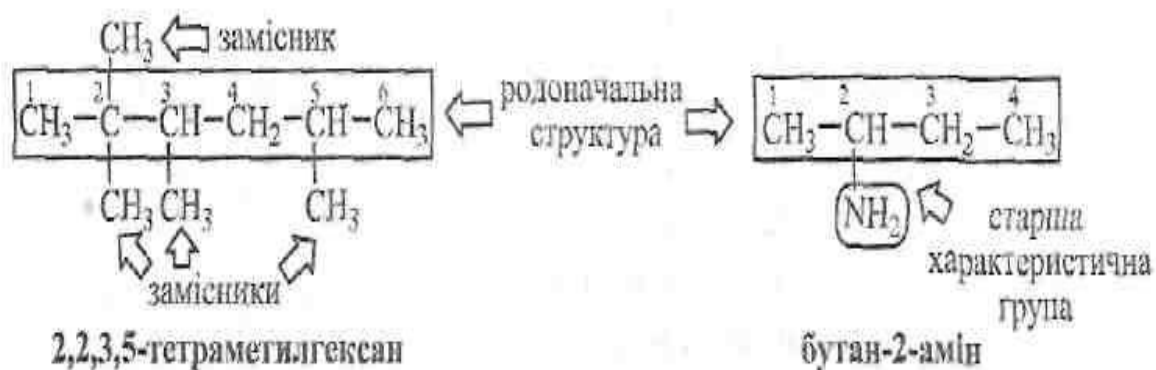 CH₃ замісник
1 2 3 4 5 6
CH₃–C–CH–CH₂–CH–CH₃
CH₃ CH₃ CH₃
замісники
2,2,3,5-тетраметилгексан
родоначальна
структура
1 2 3 4
CH₃–CH–CH₂–CH₃
NH₂
старша
характеристична
група
бутан-2-амін